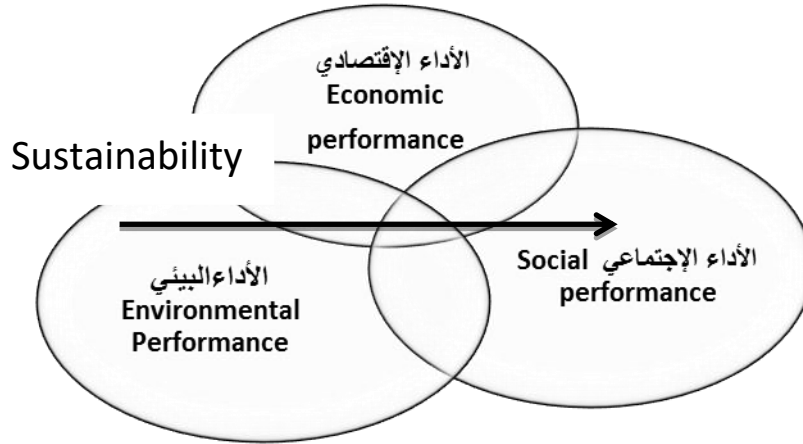 الأداء الإقتصادي
Economic
performance
Sustainability
الأداءالبيئي
Environmental
Performance
Social الأداء الإجتماعي
performance